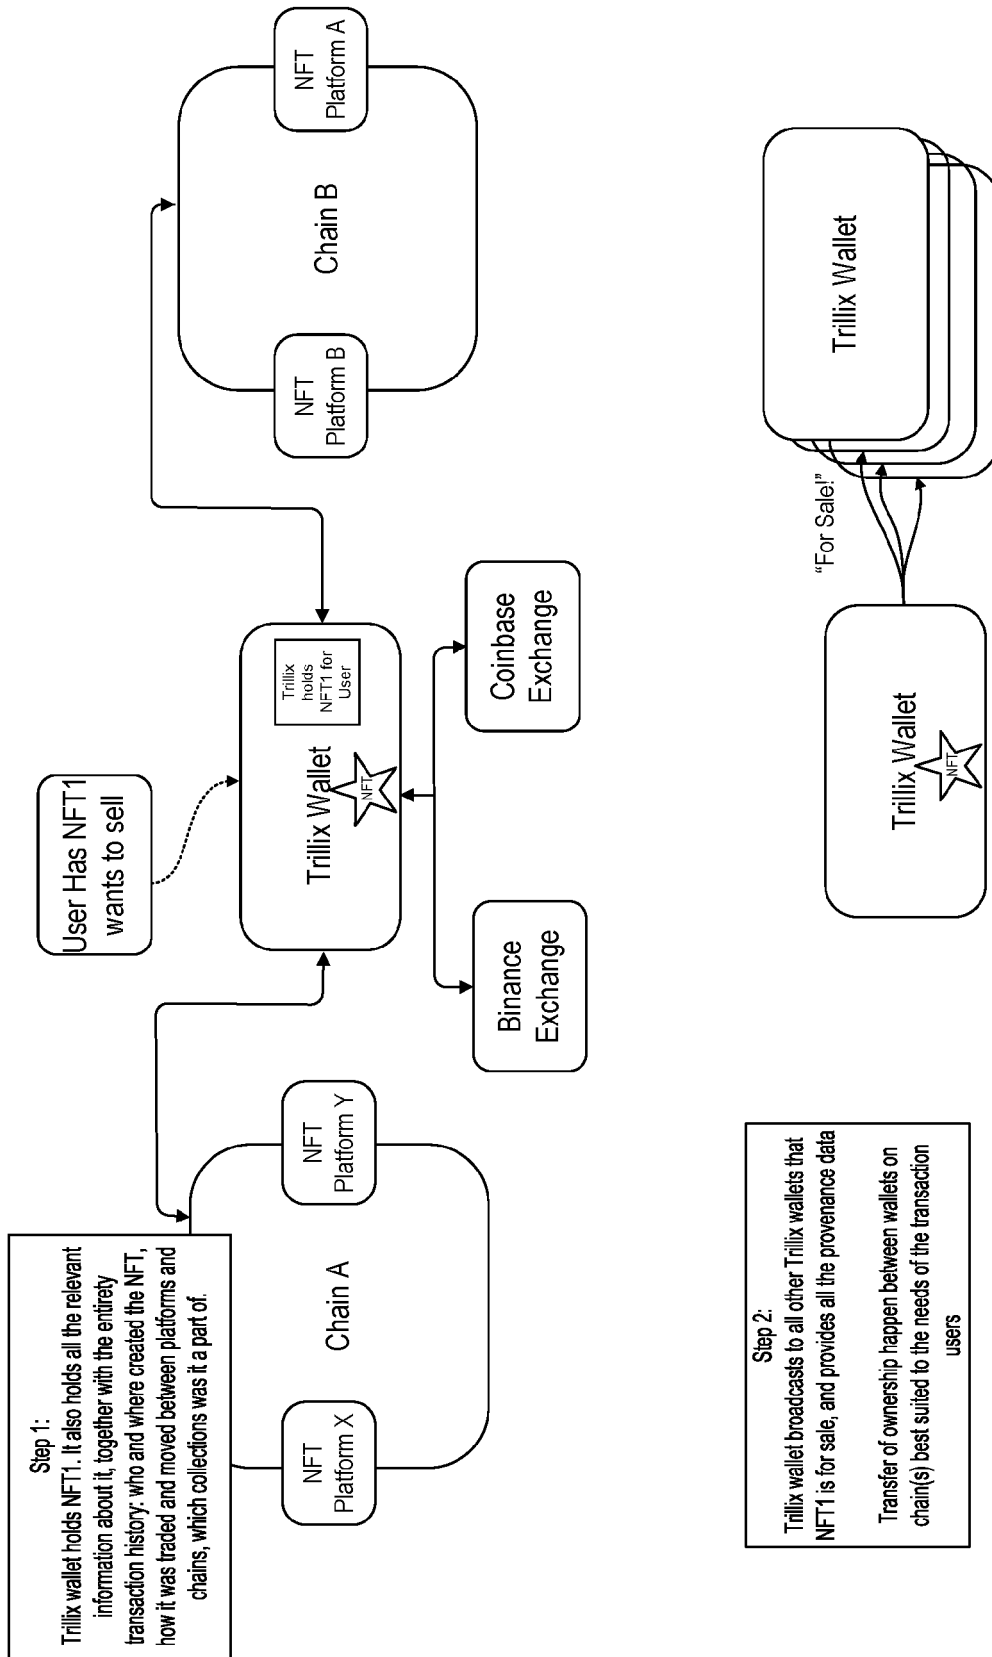 Step 1:
Trillix wallet holds NFT1. It also holds all the relevant
information about it, together with the entirety
transaction history: who and where created the NFT,
how it was traded and moved between platforms and
chains, which collections was it a part of.
NFT
Platform X
Chain A
NFT
Platform Y
User Has NFT1
wants to sell
Trillix Wallet
NFT
Trillix
holds
NFT1 for
User
Binance
Exchange
Coinbase
Exchange
NFT
Platform B
Chain B
NFT
Platform A
Step 2:
Trillix wallet broadcasts to all other Trillix wallets that
NFT1 is for sale, and provides all the provenance data
Transfer of ownership happen between wallets on
chain(s) best suited to the needs of the transaction
users
Trillix Wallet
NFT
"For Sale!"
Trillix Wallet